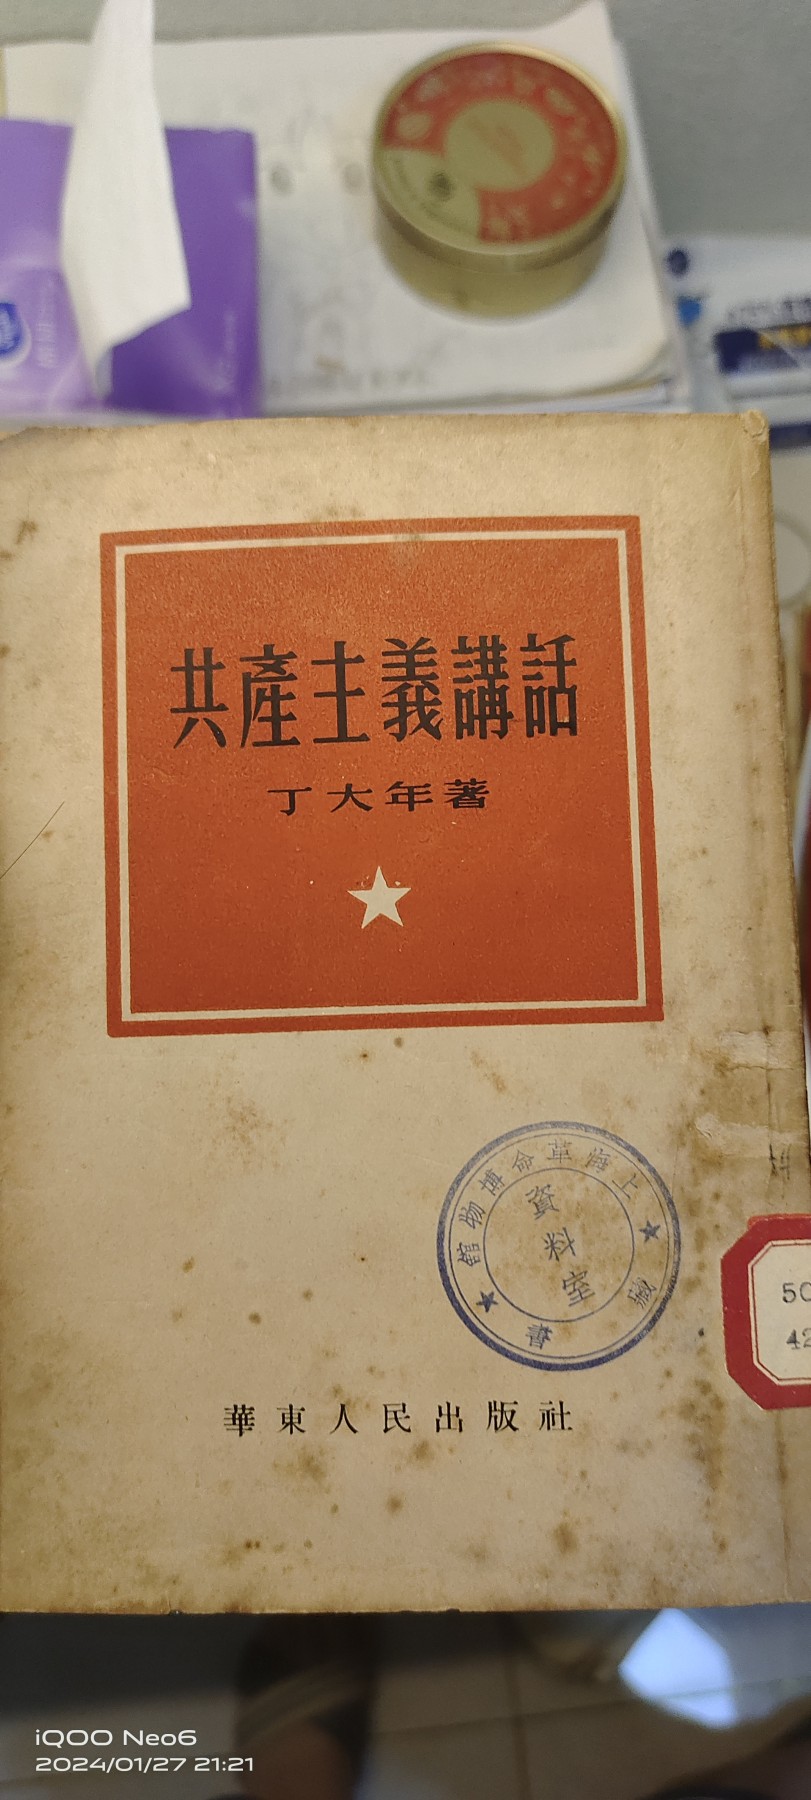 共產主義講話
丁大年著
上海革命博物館
資料室
藏書
50
42
華東人民出版社
iQOO Neo6
2024/01/27 21:21